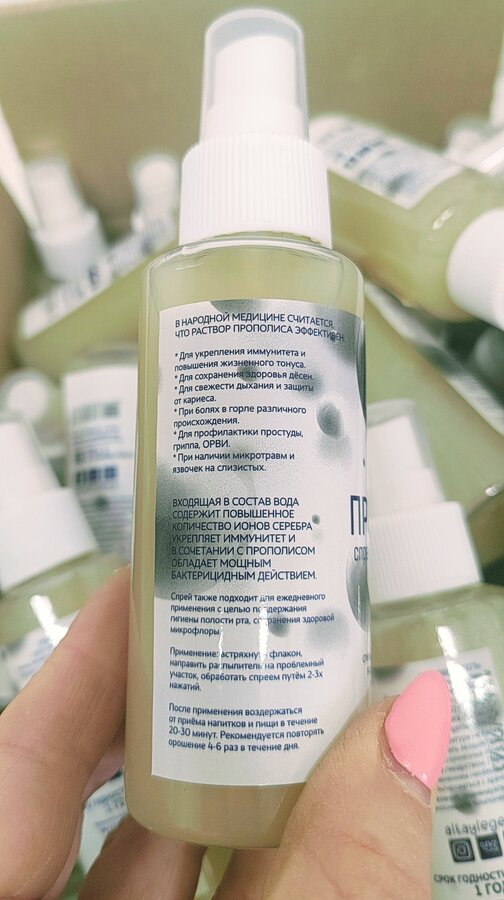 В НАРОДНОЙ МЕДИЦИНЕ СЧИТАЕТСЯ,
ЧТО РАСТВОР ПРОПОЛИСА ЭФФЕКТИВЕН:
* Для укрепления иммунитета и
повышения жизненного тонуса.
* Для сохранения здоровья дёсен.
* Для свежести дыхания и защиты
от кариеса.
* При болях в горле различного
происхождения.
* Для профилактики простуды,
гриппа, ОРВИ.
* При наличии микротравм и
язвочек на слизистых.
ВХОДЯЩАЯ В СОСТАВ ВОДА
СОДЕРЖИТ ПОВЫШЕННОЕ
КОЛИЧЕСТВО ИОНОВ СЕРЕБРА
УКРЕПЛЯЕТ ИММУНИТЕТ И
В СОЧЕТАНИИ С ПРОПОЛИСОМ
ОБЛАДАЕТ МОЩНЫМ
БАКТЕРИЦИДНЫМ ДЕЙСТВИЕМ.
Спрей также подходит для ежедневного
применения с целью поддержания
гигиены полости рта, сохранения здоровой
микрофлоры.
Применение: встряхнуть флакон,
направить распылитель на проблемный
участок, обработать спреем путём 2-3х
нажатий.
После применения воздержаться
от приёма напитков и пищи в течение
20-30 минут. Рекомендуется повторять
орошение 4-6 раз в течение дня.
ПР
altaylege
СРОК ГОДНОСТИ
1 ГОД